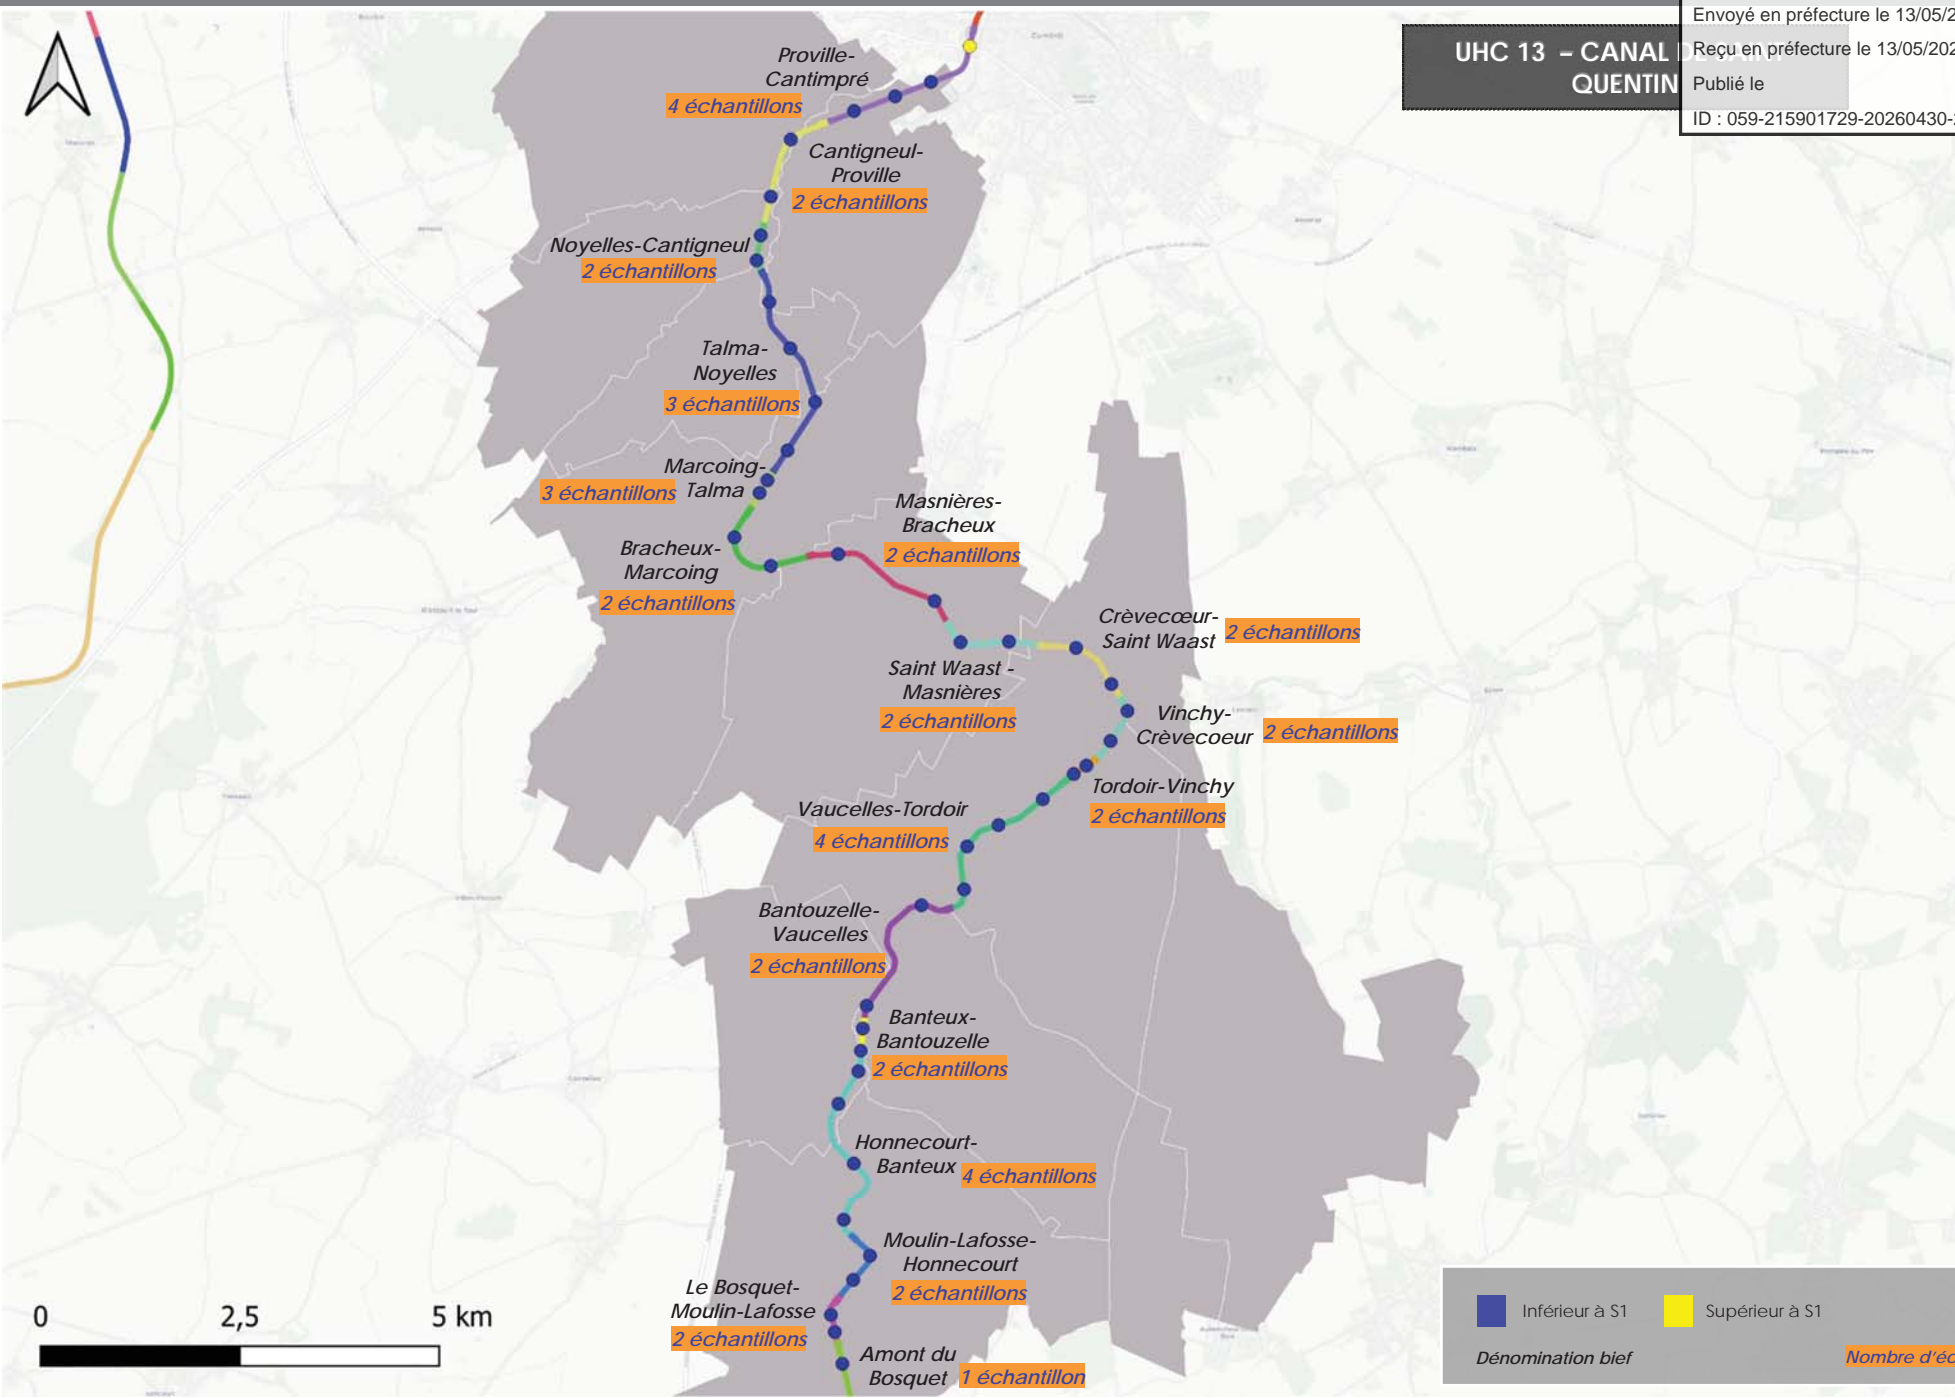 Envoyé en préfecture le 13/05/2
Reçu en préfecture le 13/05/202
Publié le
ID : 059-215901729-20260430-
UHC 13 – CANAL DE SAINT
QUENTIN
Proville-
Cantimpré
4 échantillons
Cantigneul-
Proville
2 échantillons
Noyelles-Cantigneul
2 échantillons
Talma-
Noyelles
3 échantillons
Marcoing-
Talma
3 échantillons
Masnières-
Bracheux
2 échantillons
Bracheux-
Marcoing
2 échantillons
Crèvecœur-
Saint Waast
2 échantillons
Saint Waast -
Masnières
2 échantillons
Vinchy-
Crèvecoeur
2 échantillons
Tordoir-Vinchy
2 échantillons
Vaucelles-Tordoir
4 échantillons
Bantouzelle-
Vaucelles
2 échantillons
Banteux-
Bantouzelle
2 échantillons
Honnecourt-
Banteux
4 échantillons
Moulin-Lafosse-
Honnecourt
2 échantillons
Le Bosquet-
Moulin-Lafosse
2 échantillons
Amont du
Bosquet
1 échantillon
0 2,5 5 km
Inférieur à S1
Supérieur à S1
Dénomination bief
Nombre d'éc